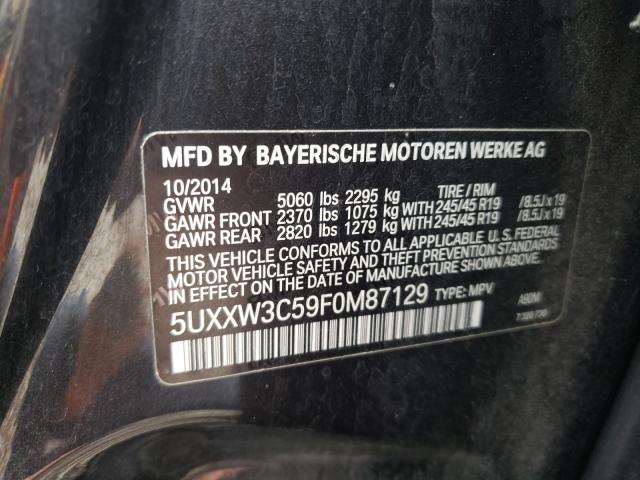 MFD BY BAYERISCHE MOTOREN WERKE AG
10/2014 TIRE / RIM
GVWR 5060 lbs 2295 kg
GAWR FRONT 2370 lbs 1075 kg WITH 245/45 R19 /8.5J x 19
GAWR REAR 2820 lbs 1279 kg WITH 245/45 R19 /8.5J x 19
THIS VEHICLE CONFORMS TO ALL APPLICABLE U.S. FEDERAL
MOTOR VEHICLE SAFETY AND THEFT PREVENTION STANDARDS
IN EFFECT ON THE DATE OF MANUFACTURE SHOWN ABOVE.
5UXXW3C59F0M87129 TYPE: MPV A90M
7 320 730